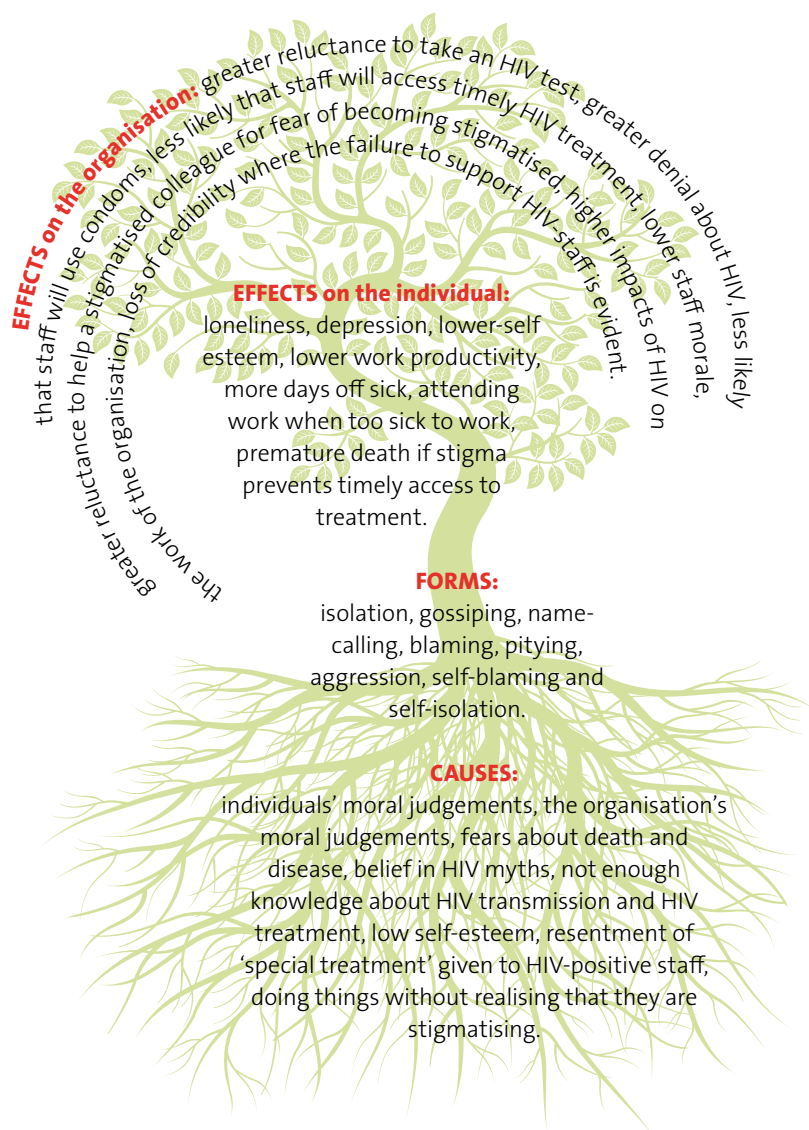 EFFECTS on the organisation: greater reluctance to take an HIV test, greater denial about HIV, less likely
that staff will use condoms, less likely that staff will access timely HIV treatment, lower staff morale,
greater reluctance to help a stigmatised colleague for fear of becoming stigmatised, higher impacts of HIV on
the work of the organisation, loss of credibility where the failure to support HIV-staff is evident.
EFFECTS on the individual:
loneliness, depression, lower-self
esteem, lower work productivity,
more days off sick, attending
work when too sick to work,
premature death if stigma
prevents timely access to
treatment.
FORMS:
isolation, gossiping, name-
calling, blaming, pitying,
aggression, self-blaming and
self-isolation.
CAUSES:
individuals’ moral judgements, the organisation’s
moral judgements, fears about death and
disease, belief in HIV myths, not enough
knowledge about HIV transmission and HIV
treatment, low self-esteem, resentment of
‘special treatment’ given to HIV-positive staff,
doing things without realising that they are
stigmatising.